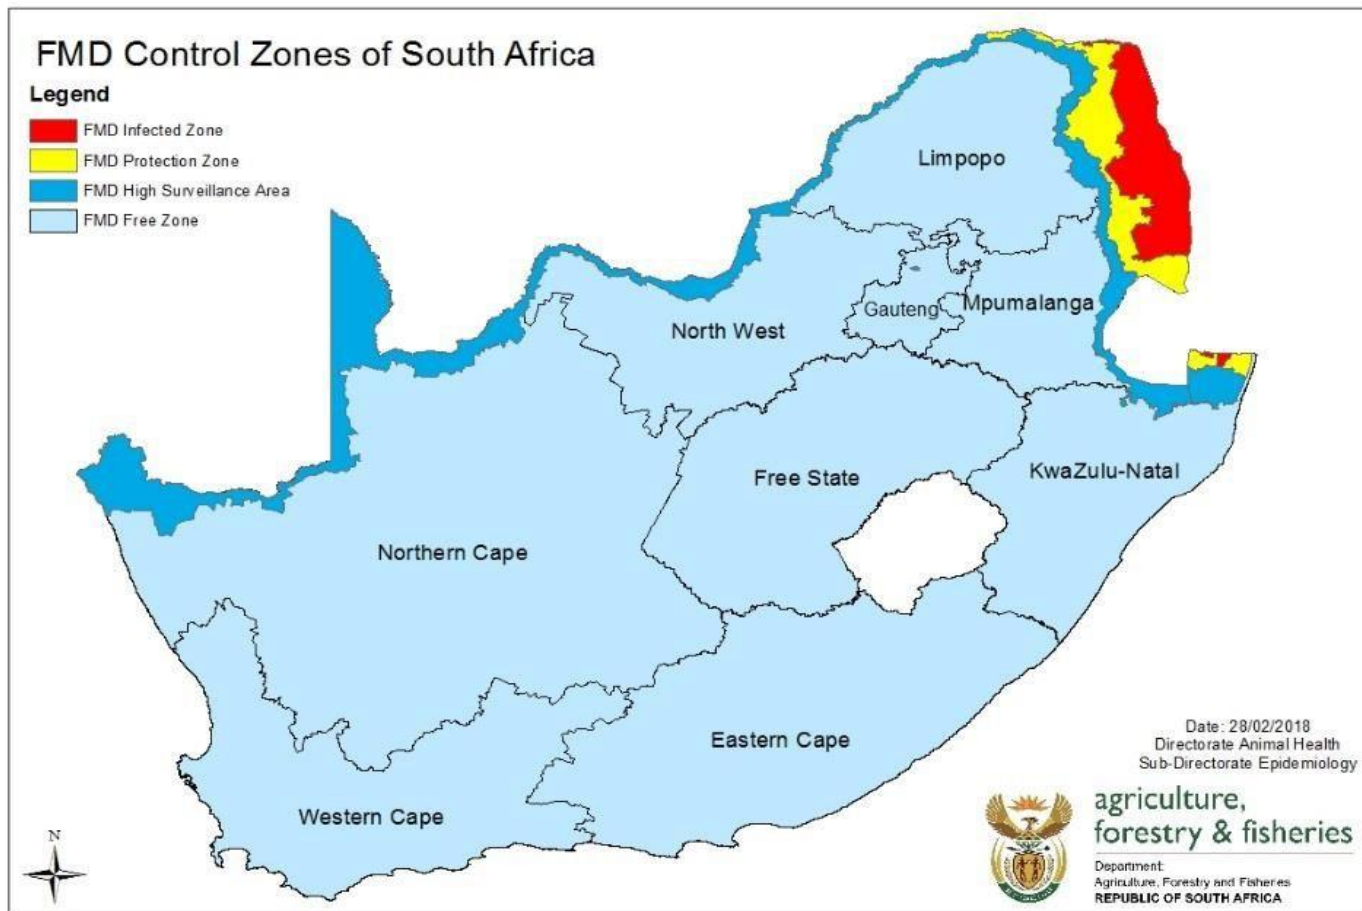 FMD Control Zones of South Africa
Legend
FMD Infected Zone
FMD Protection Zone
FMD High Surveillance Area
FMD Free Zone
Limpopo
North West
Gauteng
Mpumalanga
Free State
KwaZulu-Natal
Northern Cape
Eastern Cape
Western Cape
N
Date: 28/02/2018
Directorate Animal Health
Sub-Directorate Epidemiology
agriculture,
forestry & fisheries
Department:
Agriculture, Forestry and Fisheries
REPUBLIC OF SOUTH AFRICA